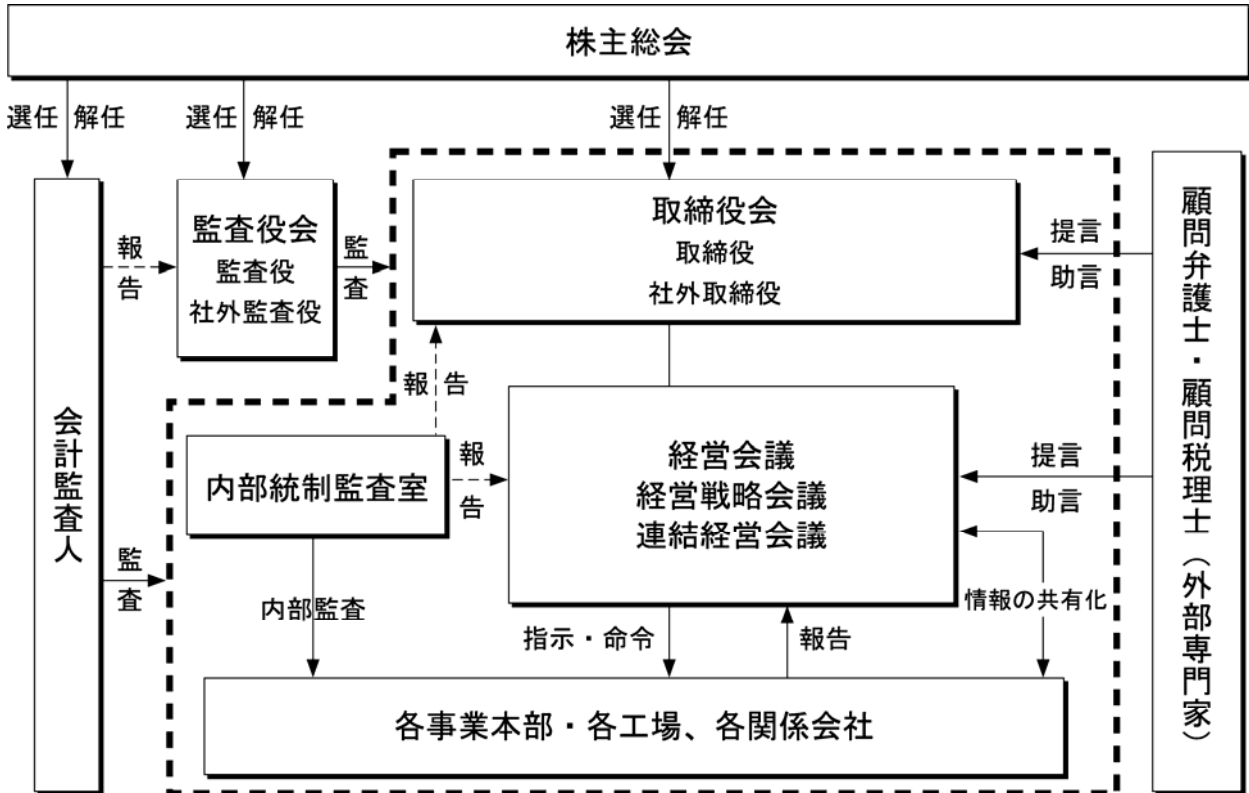 株主総会
選任 解任
選任 解任
選任 解任
会計監査人
報告
監査役会
監査役
社外監査役
監査
取締役会
取締役
社外取締役
提言
助言
顧問弁護士・顧問税理士（外部専門家）
報告
内部統制監査室
報告
経営会議
経営戦略会議
連結経営会議
提言
助言
監査
内部監査
指示・命令
報告
情報の共有化
各事業本部・各工場、各関係会社